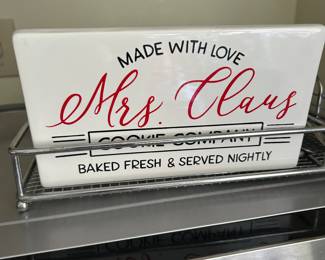 MADE WITH LOVE
Mrs. Claus
COOKIE COMPANY
BAKED FRESH & SERVED NIGHTLY